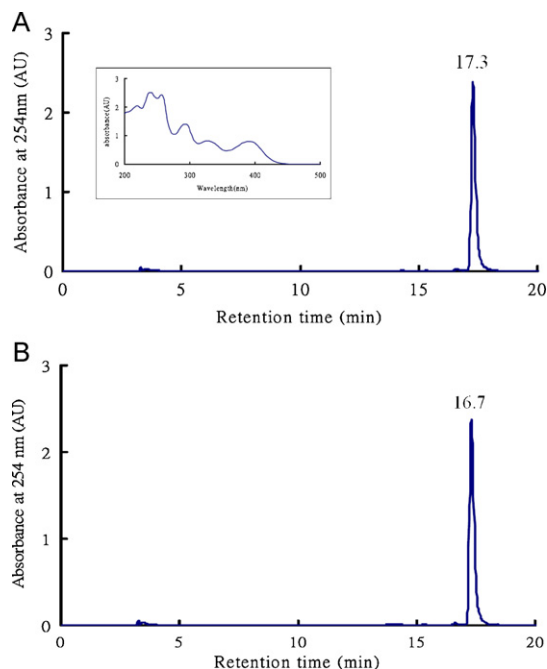 A
Absorbance at 254nm (AU)
3
2
1
0
17.3
absorbance(AU)
3
2
1
0
200 300 400 500
Wavelength(nm)
0 5 10 15 20
Retention time (min)
B
Absorbance at 254 nm (AU)
3
2
1
0
16.7
0 5 10 15 20
Retention time (min)